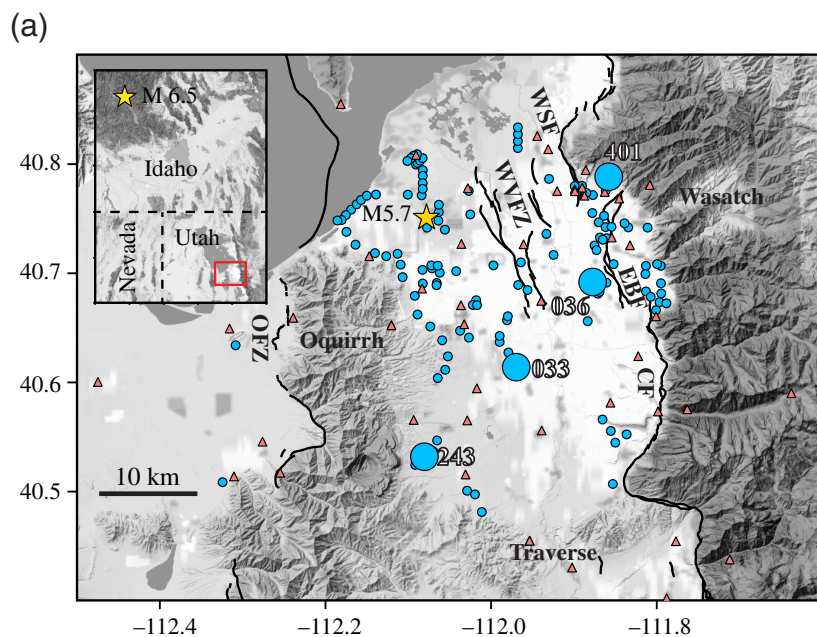 (a)
M 6.5
Idaho
Nevada
Utah
WSF
401
WVFZ
Wasatch
M5.7
036
EBF
OFZ
Oquirrh
033
CF
243
10 km
Traverse
40.8
40.7
40.6
40.5
−112.4
−112.2
−112.0
−111.8